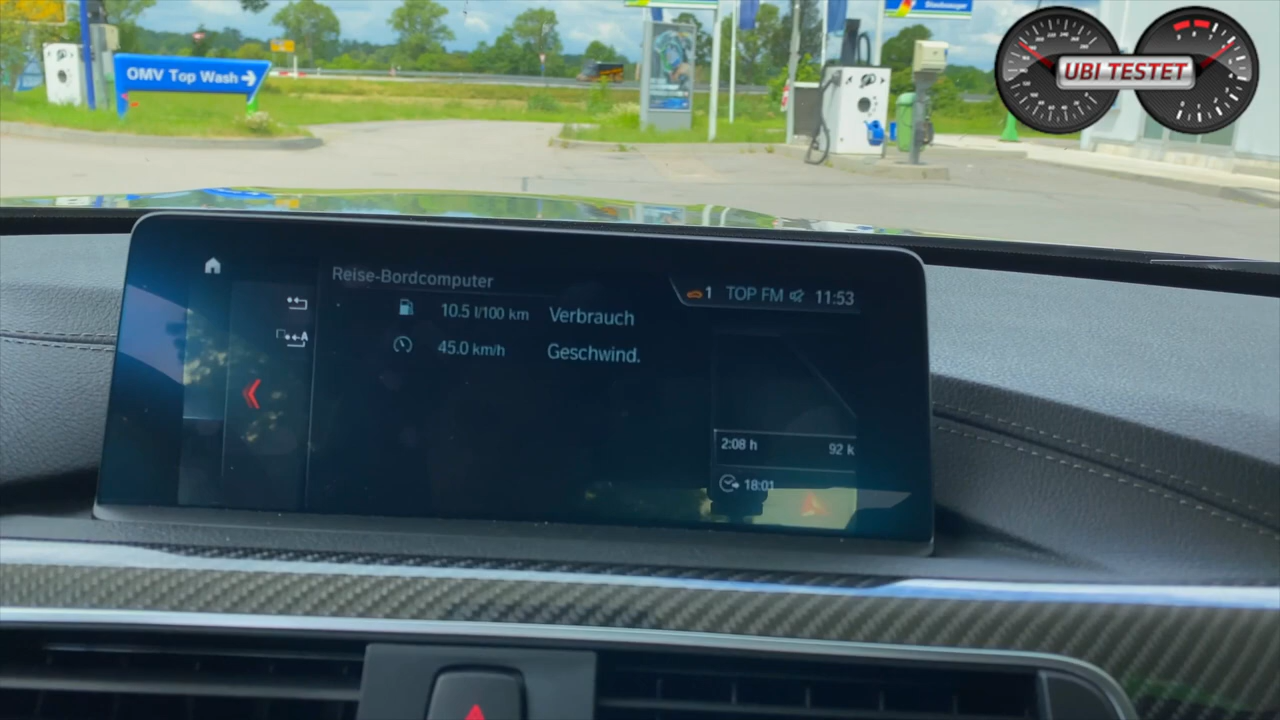 Staubsauger
OMV Top Wash
UBI TESTET
Reise-Bordcomputer
1 TOP FM 11:53
10.5 l/100 km Verbrauch
45.0 km/h Geschwind.
A
2:08 h 92 k
18:01